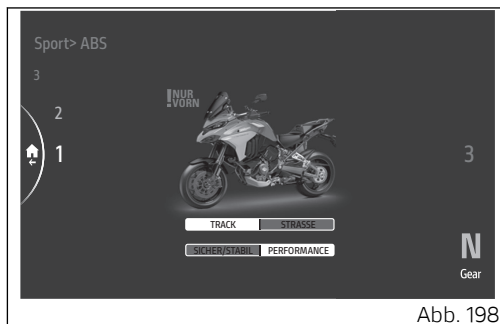 Sport> ABS
3
2
1
!NUR
VORN
3
TRACK STRASSE
SICHER/STABIL PERFORMANCE
N
Gear
Abb. 198